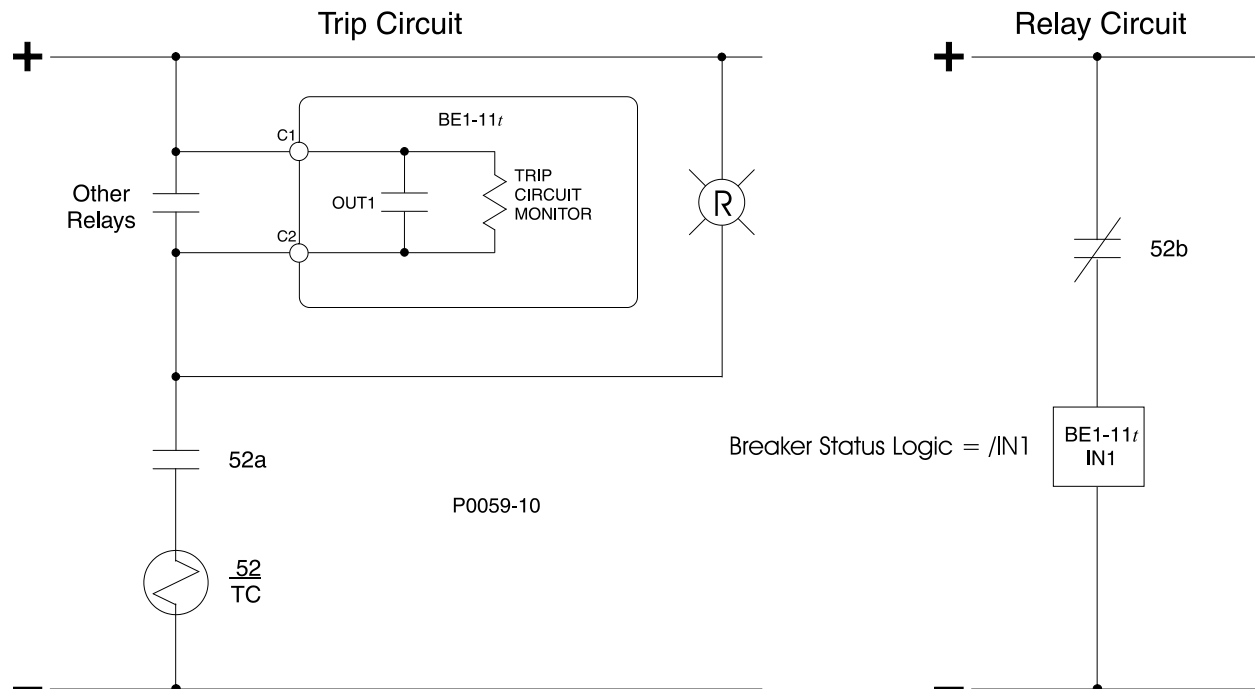 Trip Circuit
Relay Circuit
+
+
BE1-11t
C1
Other
Relays
OUT1
TRIP
CIRCUIT
MONITOR
R
C2
52b
52a
Breaker Status Logic = /IN1
BE1-11t
IN1
P0059-10
52
TC
–
–